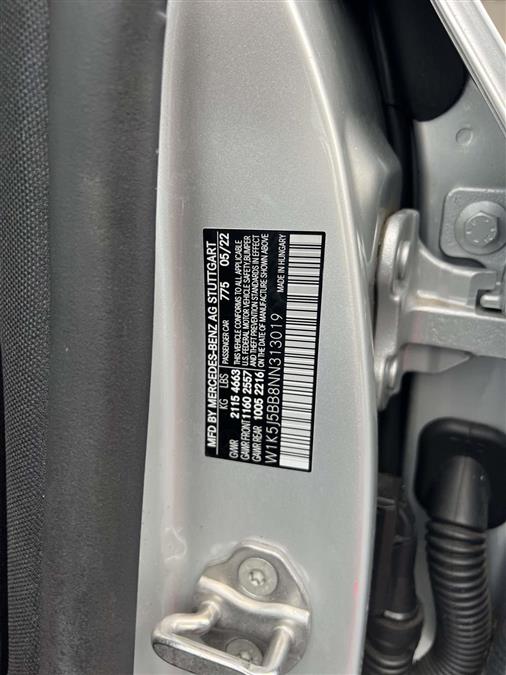 MFD BY MERCEDES-BENZ AG STUTTGART
KG LBS PASSENGER CAR 775 05/22
GVWR 2115 4663 THIS VEHICLE CONFORMS TO ALL APPLICABLE
GAWR FRONT 1160 2557 U.S. FEDERAL MOTOR VEHICLE SAFETY, BUMPER,
GAWR REAR 1005 2216 AND THEFT PREVENTION STANDARDS IN EFFECT
ON THE DATE OF MANUFACTURE SHOWN ABOVE
W1K5J5BB8NN313019 MADE IN HUNGARY